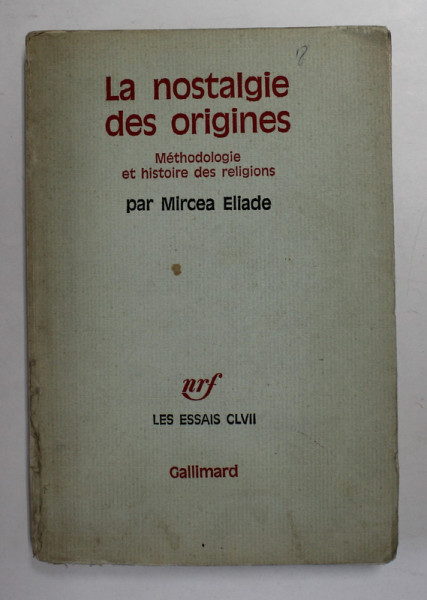 La nostalgie
des origines
Méthodologie
et histoire des religions
par Mircea Eliade
nrf
LES ESSAIS CLVII
Gallimard